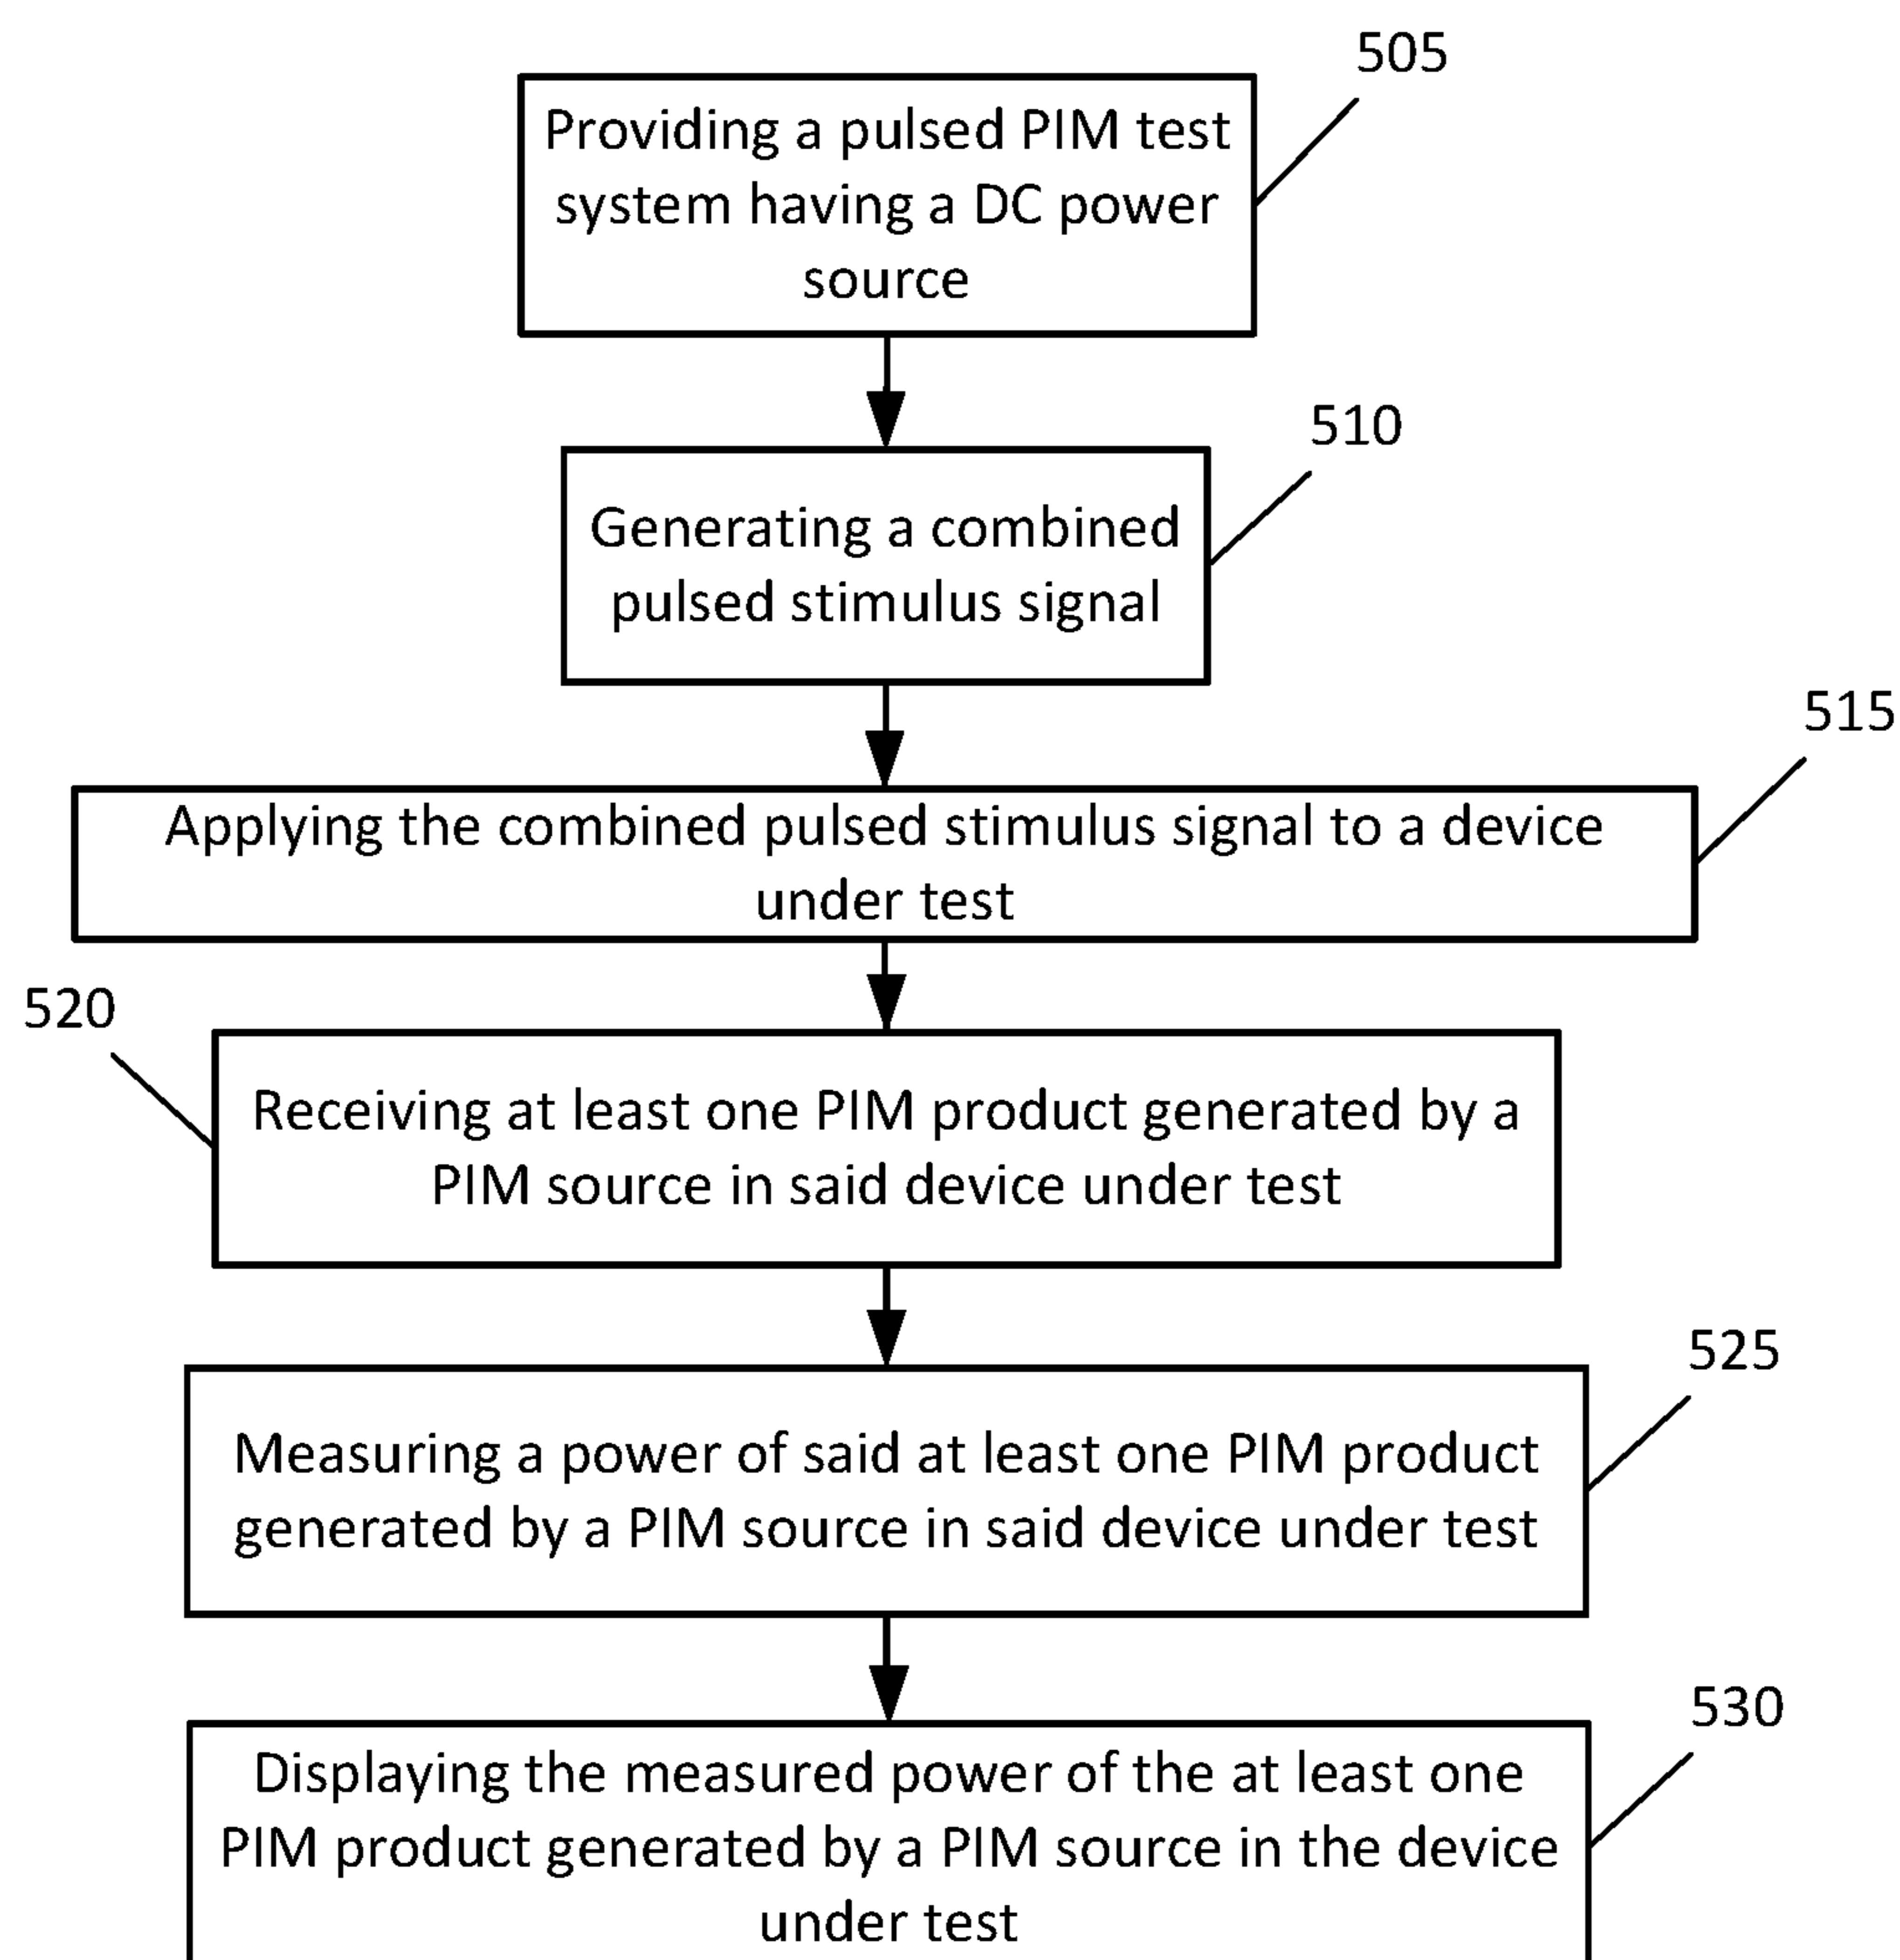 505
Providing a pulsed PIM test
system having a DC power
source
510
Generating a combined
pulsed stimulus signal
515
Applying the combined pulsed stimulus signal to a device
under test
520
Receiving at least one PIM product generated by a
PIM source in said device under test
525
Measuring a power of said at least one PIM product
generated by a PIM source in said device under test
530
Displaying the measured power of the at least one
PIM product generated by a PIM source in the device
under test